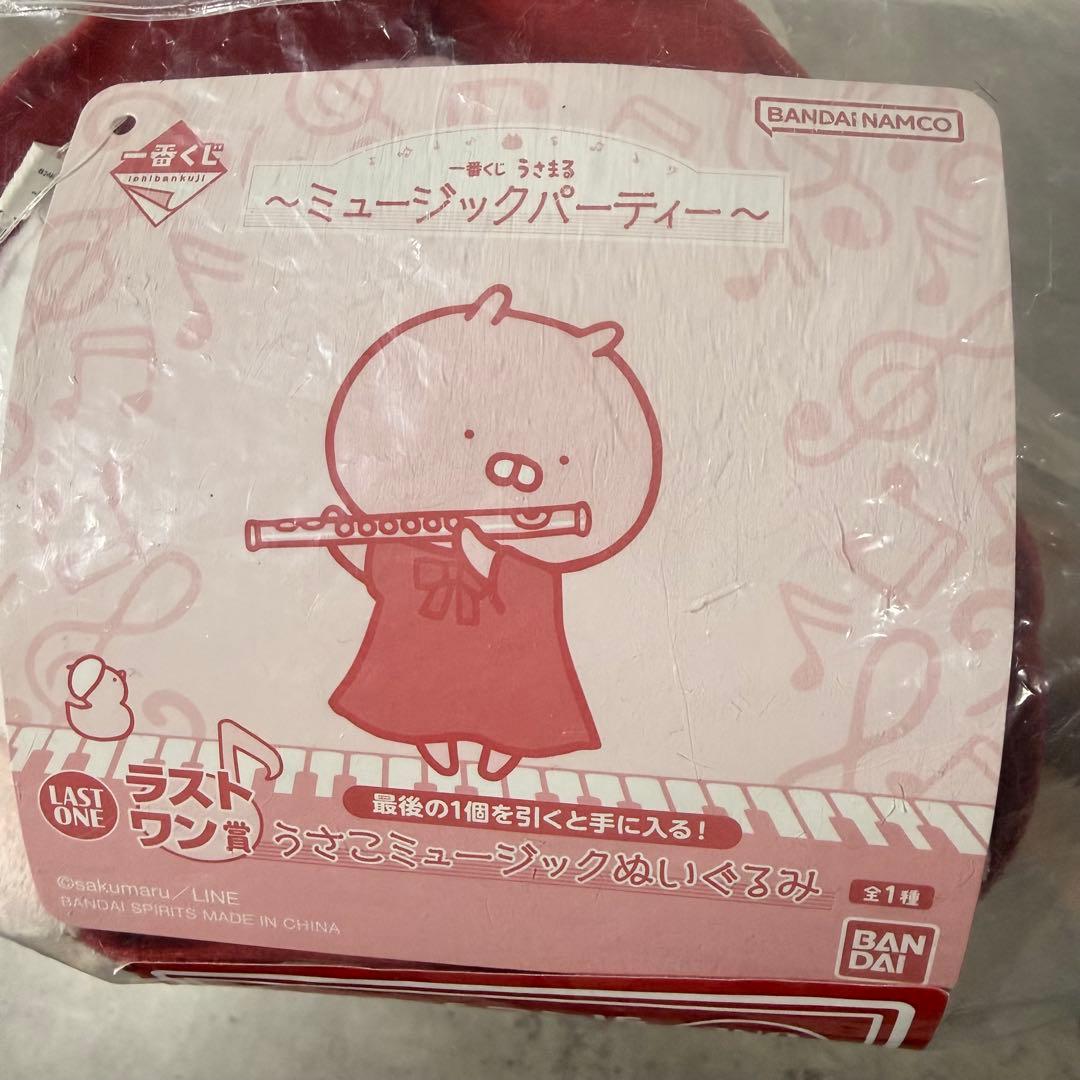 BANDAI NAMCO
一番くじ
ichibankuji
一番くじ うさまる
～ミュージックパーティー～
LAST
ONE
ラスト
ワン賞
最後の1個を引くと手に入る!
うさこミュージックぬいぐるみ
全1種
©sakumaru／LINE
BANDAI SPIRITS MADE IN CHINA
BAN
DAI